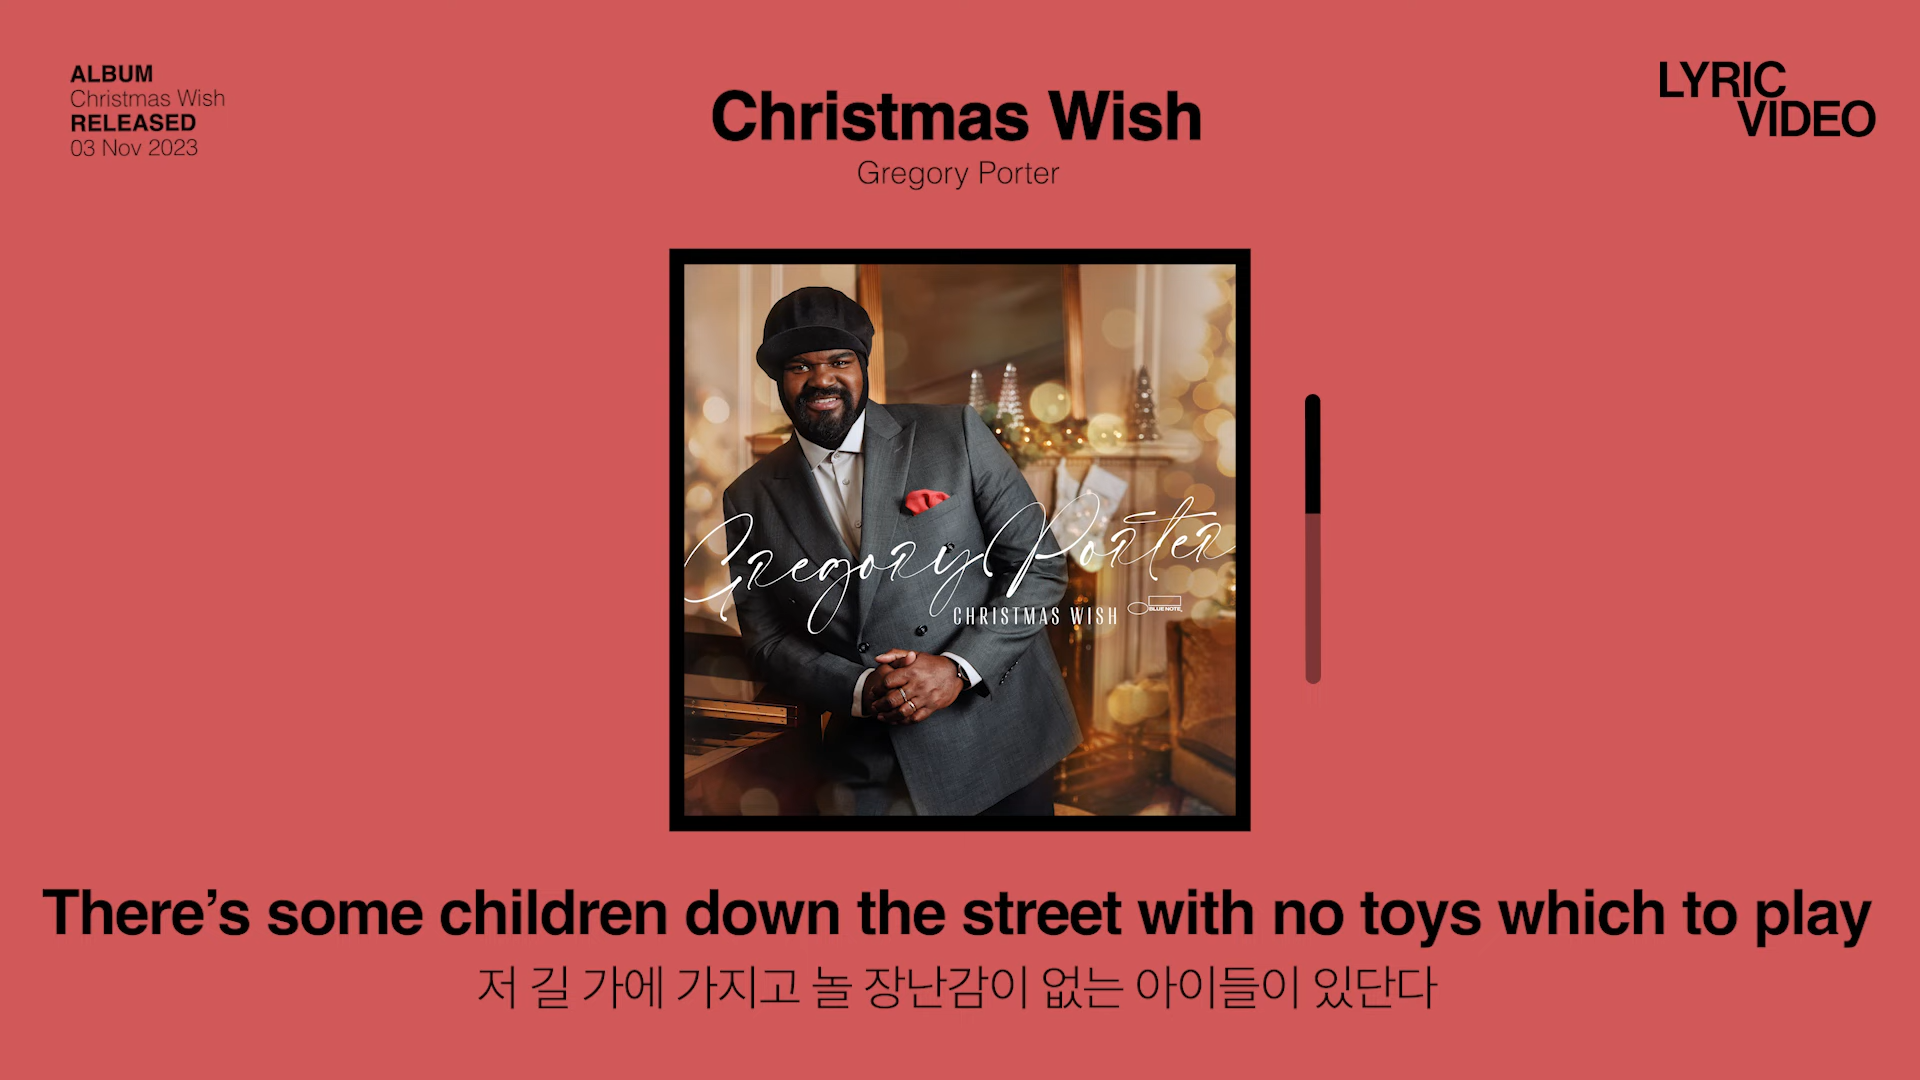 ALBUM
Christmas Wish
RELEASED
03 Nov 2023
Christmas Wish
Gregory Porter
LYRIC
VIDEO
Gregory Porter
CHRISTMAS WISH
BLUE NOTE
There’s some children down the street with no toys which to play
저 길 가에 가지고 놀 장난감이 없는 아이들이 있단다